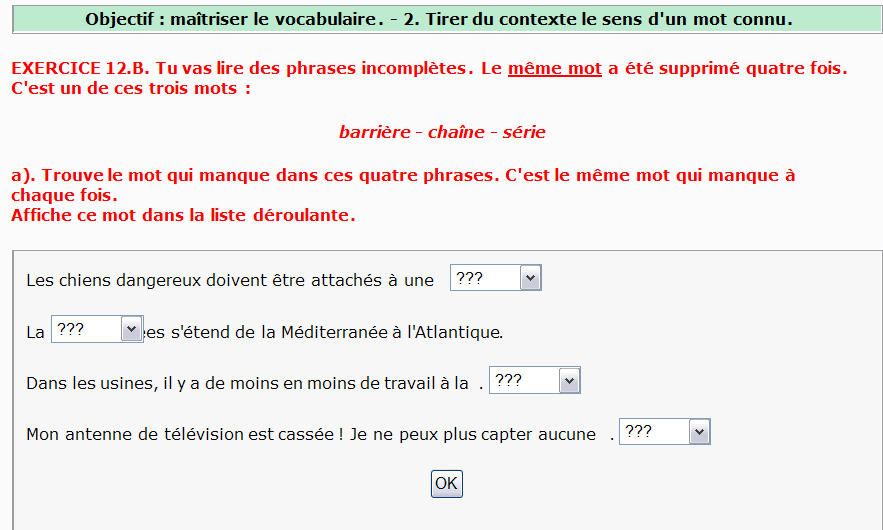 Objectif : maîtriser le vocabulaire. - 2. Tirer du contexte le sens d'un mot connu.
EXERCICE 12.B. Tu vas lire des phrases incomplètes. Le même mot a été supprimé quatre fois.
C'est un de ces trois mots :
barrière - chaîne - série
a). Trouve le mot qui manque dans ces quatre phrases. C'est le même mot qui manque à
chaque fois.
Affiche ce mot dans la liste déroulante.
Les chiens dangereux doivent être attachés à une ???
La ??? es s'étend de la Méditerranée à l'Atlantique.
Dans les usines, il y a de moins en moins de travail à la . ???
Mon antenne de télévision est cassée ! Je ne peux plus capter aucune . ???
OK